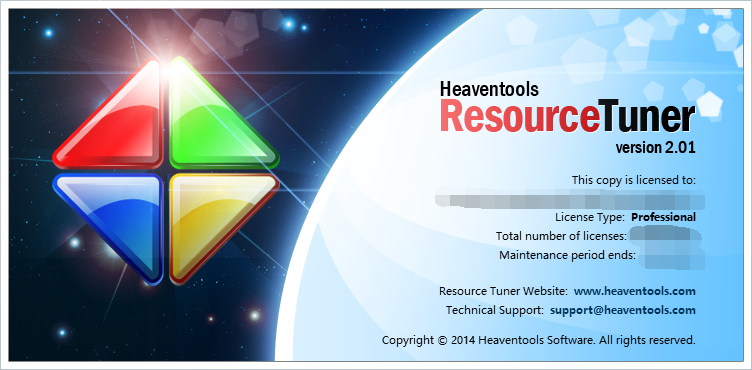 Heaventools
ResourceTuner
version 2.01
This copy is licensed to:
License Type: Professional
Total number of licenses:
Maintenance period ends:
Resource Tuner Website: www.heaventools.com
Technical Support: support@heaventools.com
Copyright © 2014 Heaventools Software. All rights reserved.